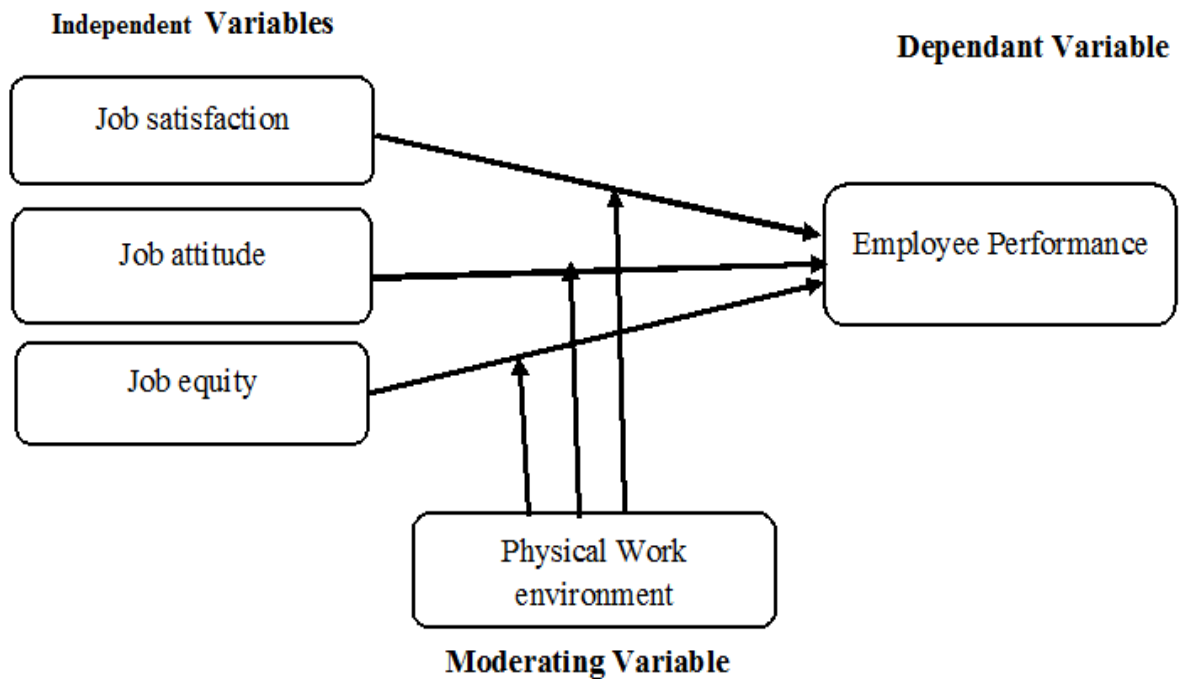 Independent Variables
Dependant Variable
Job satisfaction
Job attitude
Employee Performance
Job equity
Physical Work
environment
Moderating Variable